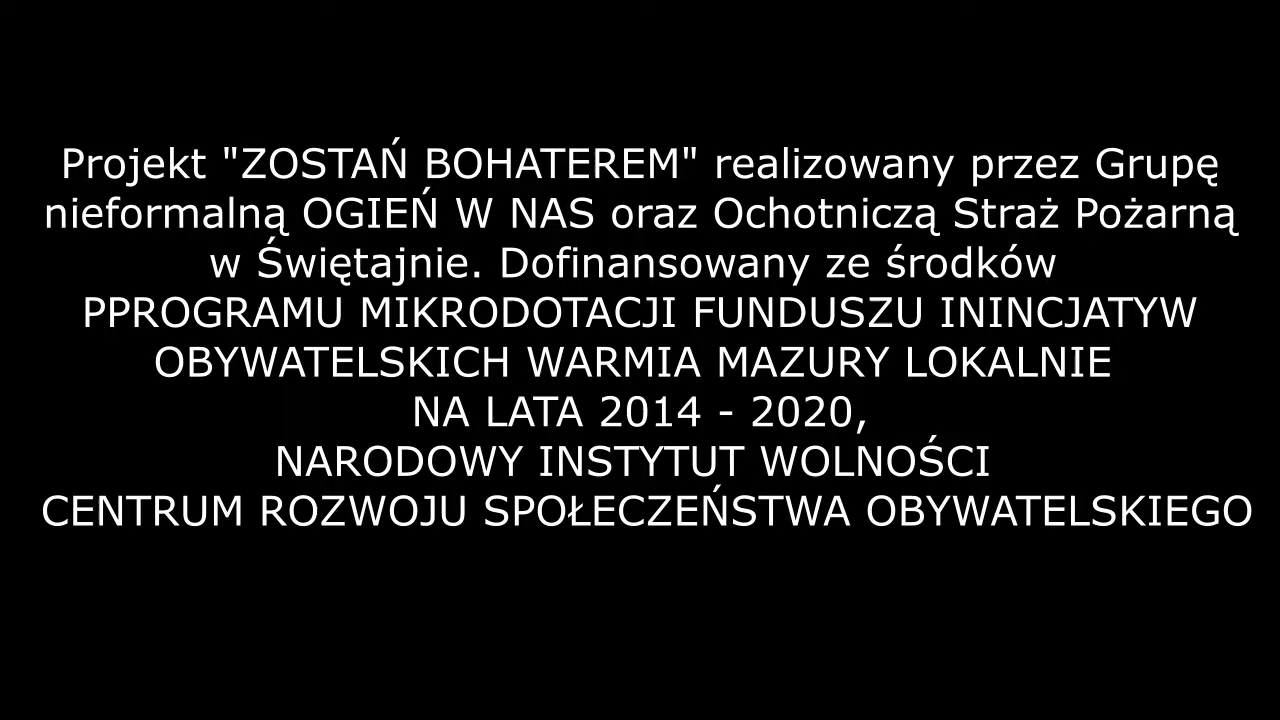 Projekt "ZOSTAŃ BOHATEREM" realizowany przez Grupę
nieformalną OGIEŃ W NAS oraz Ochotniczą Straż Pożarną
w Świętajnie. Dofinansowany ze środków
PPROGRAMU MIKRODOTACJI FUNDUSZU ININCJATYW
OBYWATELSKICH WARMIA MAZURY LOKALNIE
NA LATA 2014 - 2020,
NARODOWY INSTYTUT WOLNOŚCI
CENTRUM ROZWOJU SPOŁECZEŃSTWA OBYWATELSKIEGO